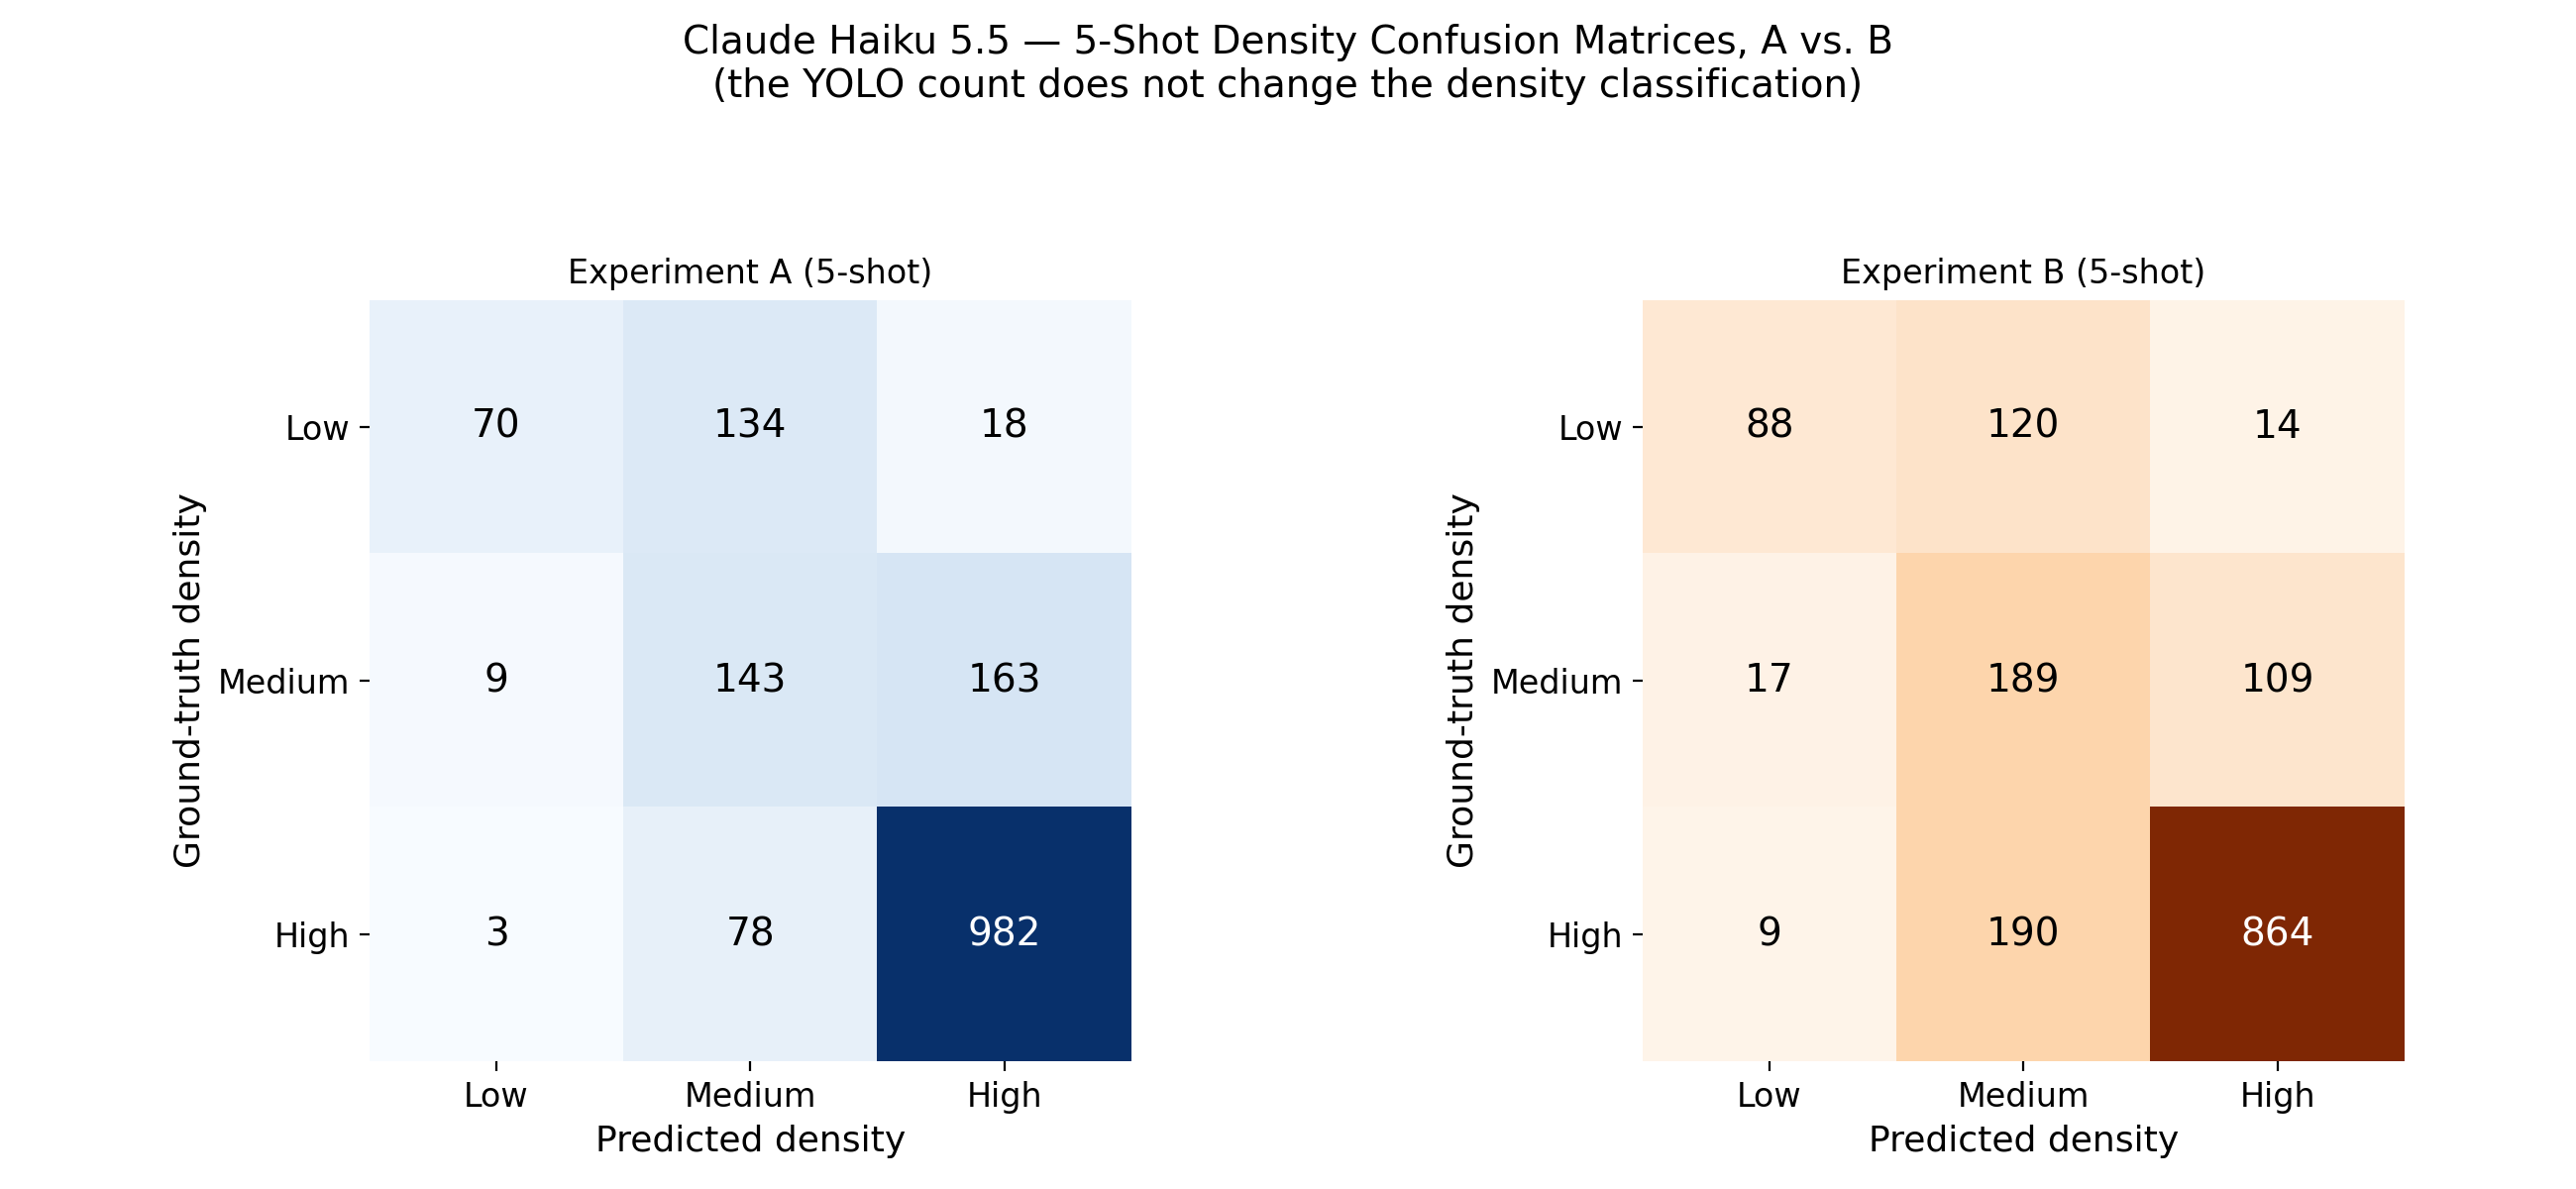 Claude Haiku 5.5 — 5-Shot Density Confusion Matrices, A vs. B
(the YOLO count does not change the density classification)
Experiment A (5-shot)
Ground-truth density
Low 70 134 18
Medium 9 143 163
High 3 78 982
Low Medium High
Predicted density
Experiment B (5-shot)
Ground-truth density
Low 88 120 14
Medium 17 189 109
High 9 190 864
Low Medium High
Predicted density